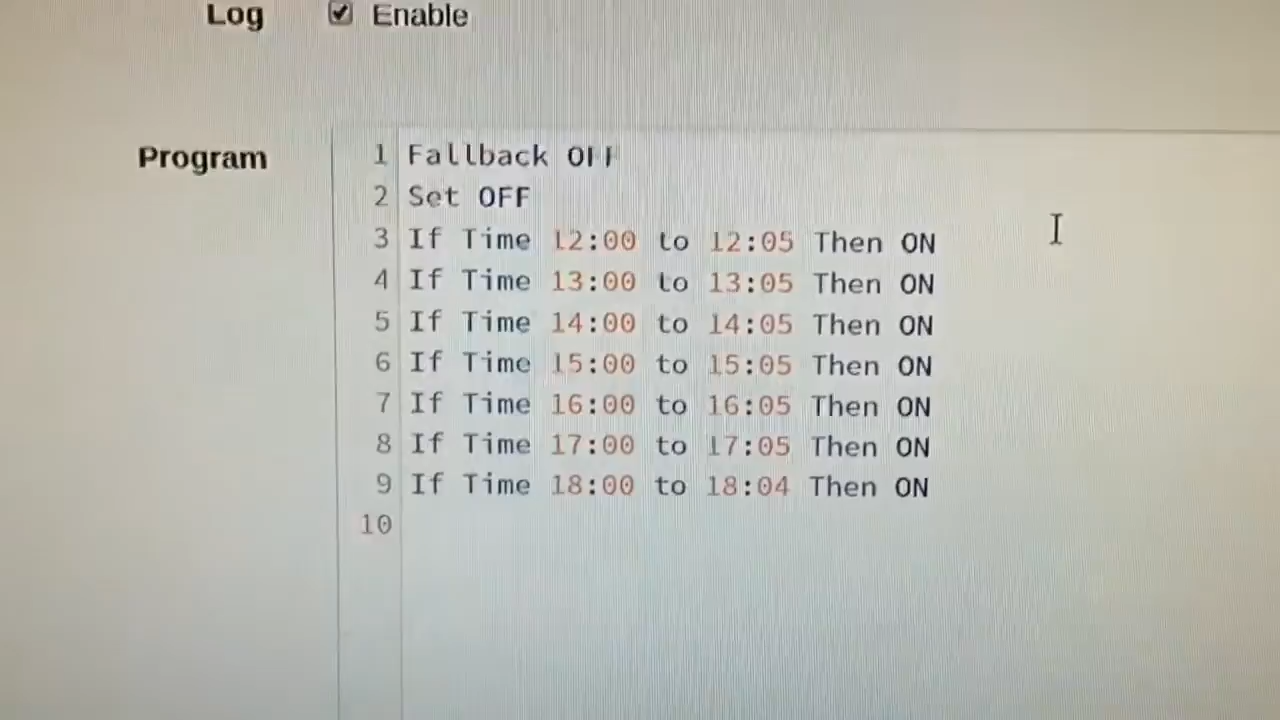 Log Enable
Program
1 Fallback OFF
2 Set OFF
3 If Time 12:00 to 12:05 Then ON
4 If Time 13:00 to 13:05 Then ON
5 If Time 14:00 to 14:05 Then ON
6 If Time 15:00 to 15:05 Then ON
7 If Time 16:00 to 16:05 Then ON
8 If Time 17:00 to 17:05 Then ON
9 If Time 18:00 to 18:04 Then ON
10